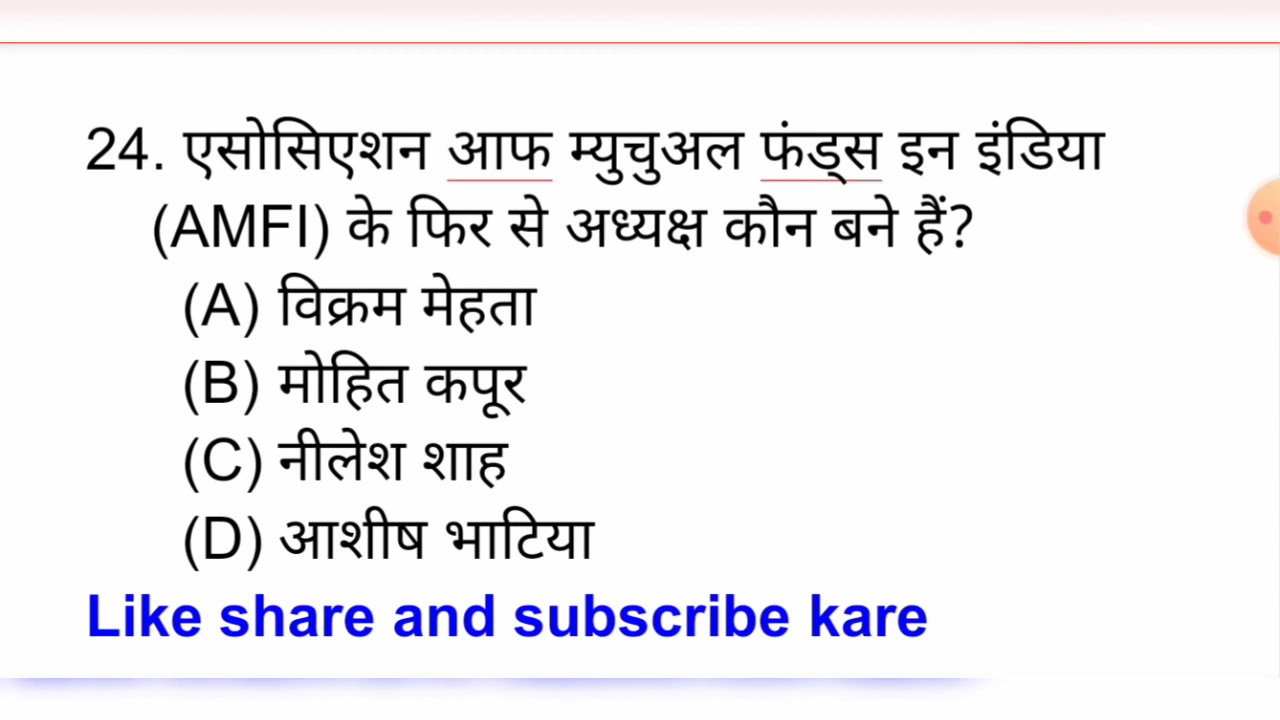 24. एसोसिएशन आफ म्युचुअल फंड्स इन इंडिया
(AMFI) के फिर से अध्यक्ष कौन बने हैं?
(A) विक्रम मेहता
(B) मोहित कपूर
(C) नीलेश शाह
(D) आशीष भाटिया
Like share and subscribe kare